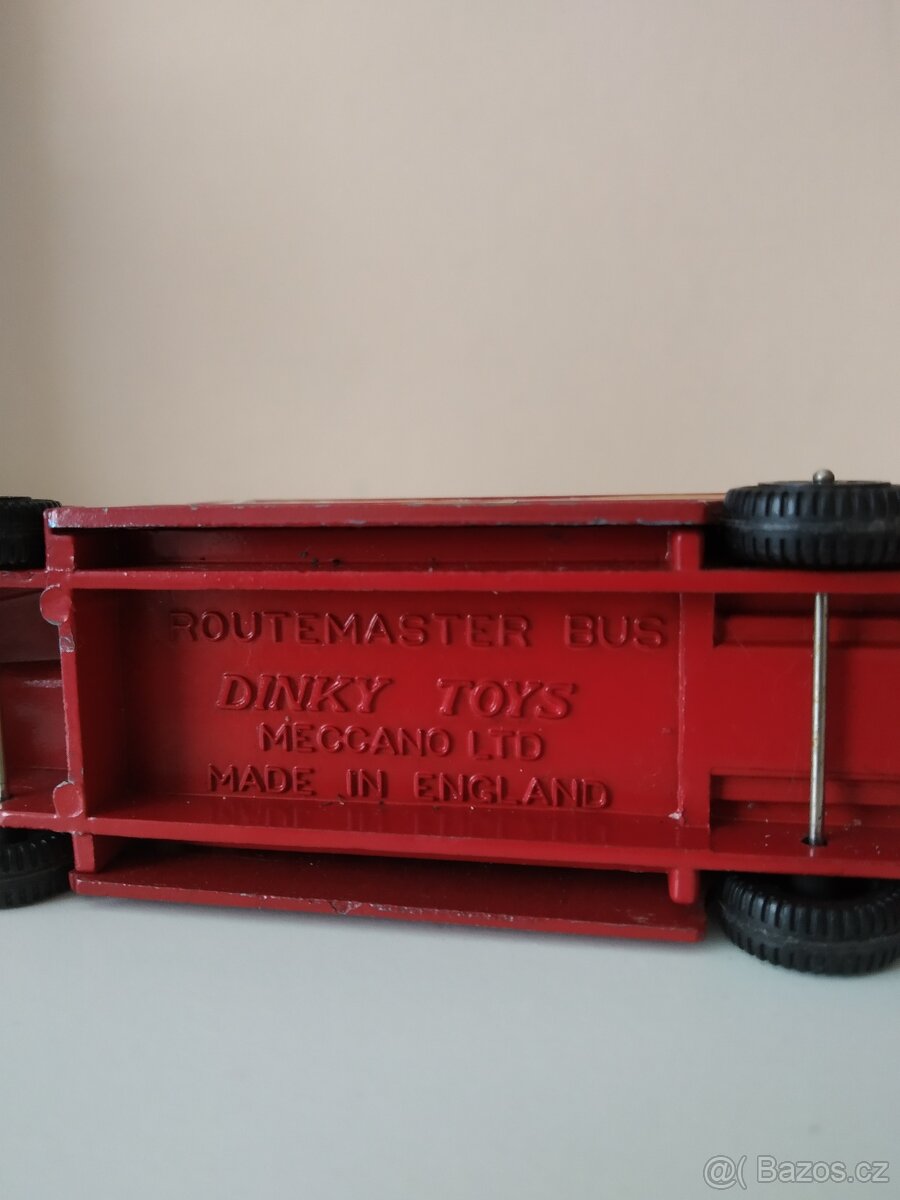 ROUTEMASTER BUS
DINKY TOYS
MECCANO LTD
MADE IN ENGLAND
@( Bazos.cz